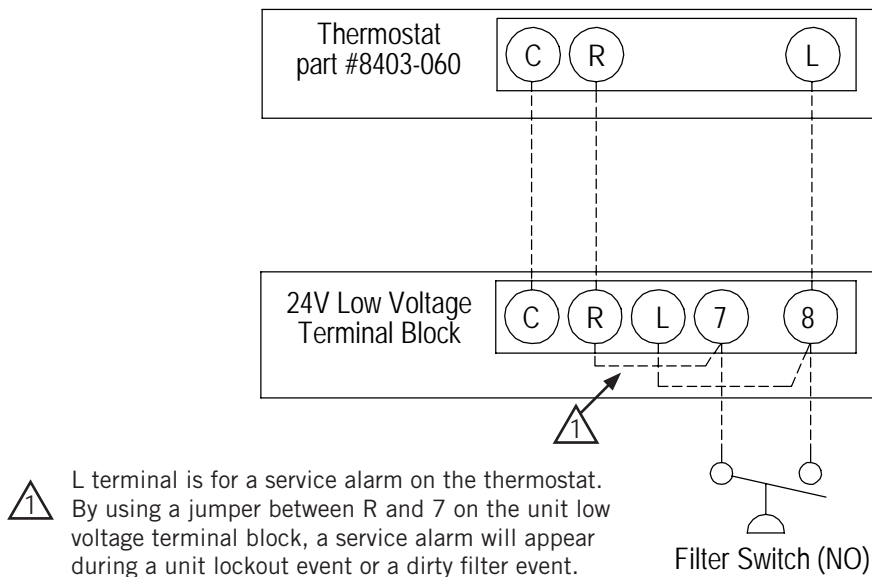 Thermostat
part #8403-060
C R L
24V Low Voltage
Terminal Block
C R L 7 8
1
1
L terminal is for a service alarm on the thermostat.
By using a jumper between R and 7 on the unit low
voltage terminal block, a service alarm will appear
during a unit lockout event or a dirty filter event.
Filter Switch (NO)